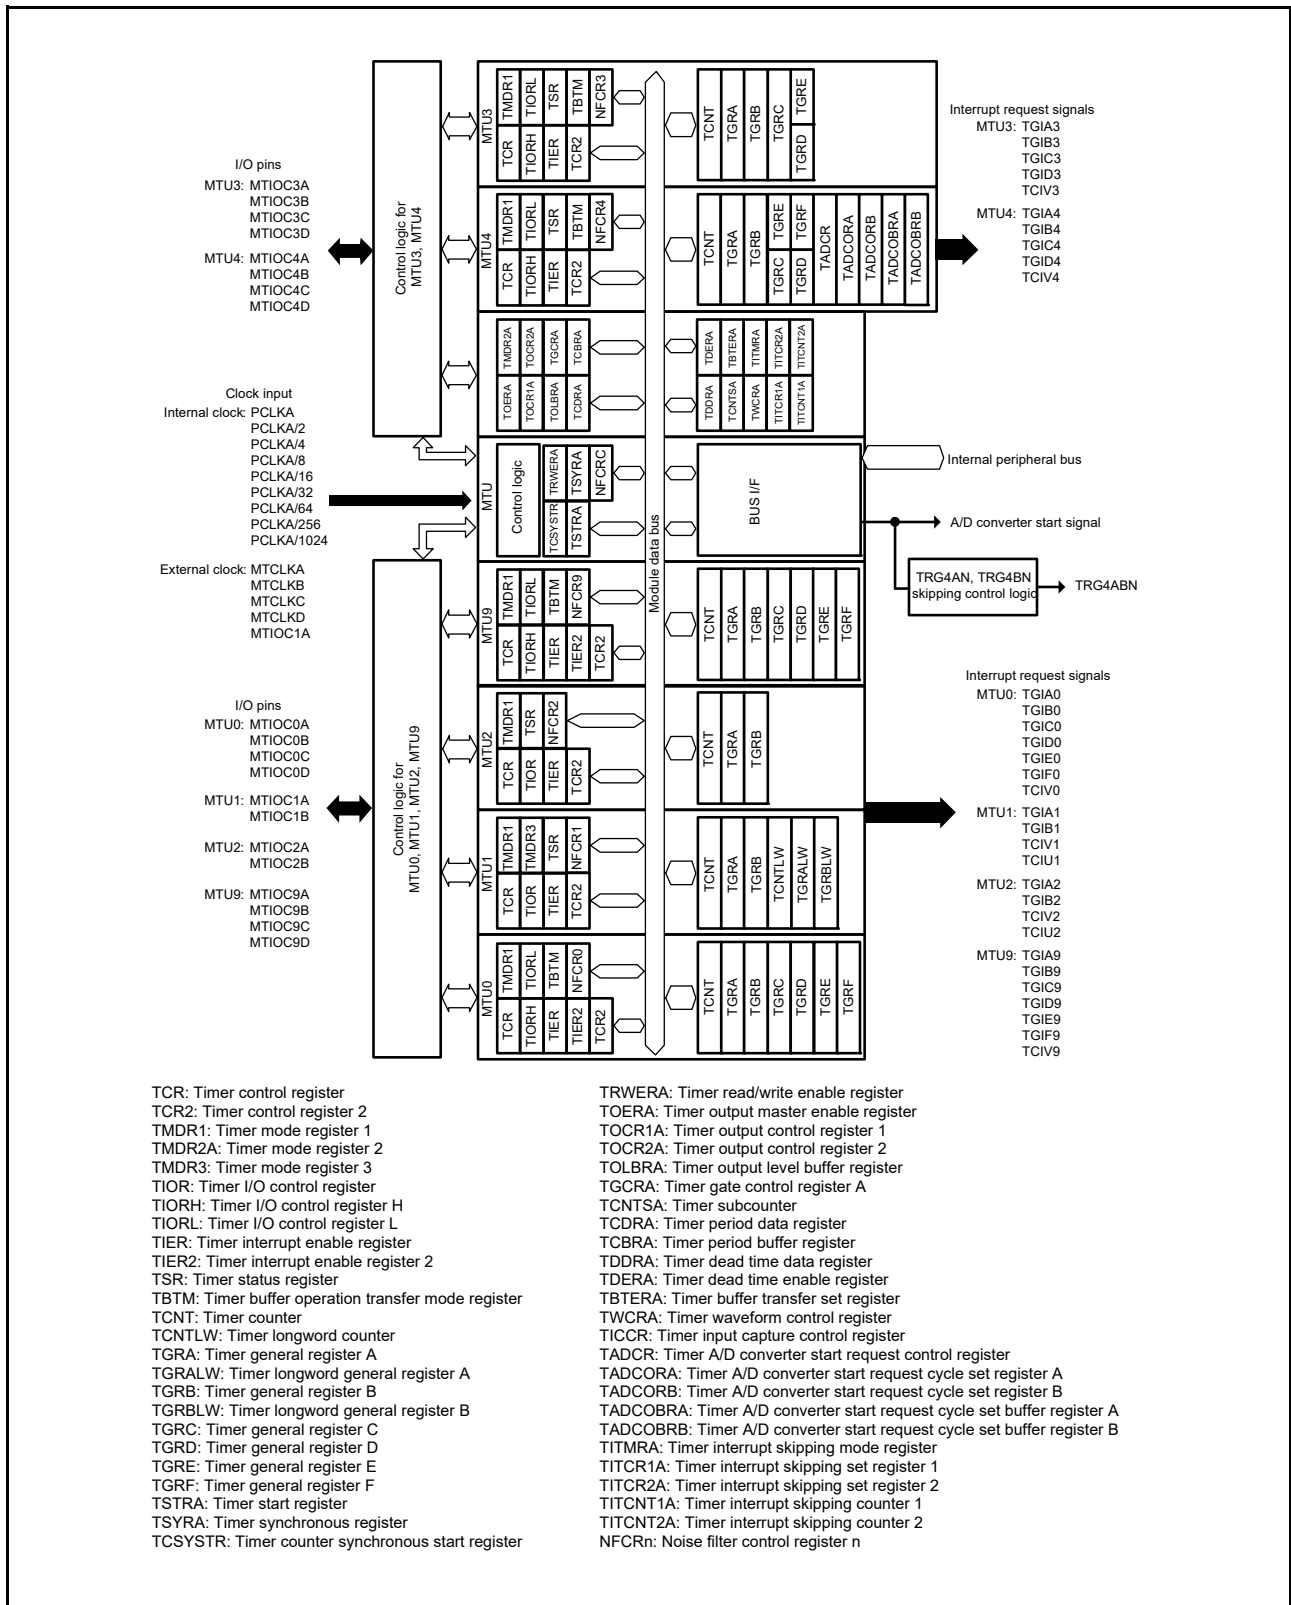 I/O pins
MTU3: MTIOC3A
MTIOC3B
MTIOC3C
MTIOC3D
MTU4: MTIOC4A
MTIOC4B
MTIOC4C
MTIOC4D
Clock input
Internal clock: PCLKA
PCLKA/2
PCLKA/4
PCLKA/8
PCLKA/16
PCLKA/32
PCLKA/64
PCLKA/256
PCLKA/1024
External clock: MTCLKA
MTCLKB
MTCLKC
MTCLKD
MTIOC1A
I/O pins
MTU0: MTIOC0A
MTIOC0B
MTIOC0C
MTIOC0D
MTU1: MTIOC1A
MTIOC1B
MTU2: MTIOC2A
MTIOC2B
MTU9: MTIOC9A
MTIOC9B
MTIOC9C
MTIOC9D
Control logic for
MTU3, MTU4
Control logic for
MTU0, MTU1, MTU2, MTU9
MTU3
TMDR1
TIORL
TSR
TBTM
NFCR3
TCR
TIORH
TIER
TCR2
TCNT
TGRA
TGRB
TGRC
TGRE
TGRD
MTU4
TMDR1
TIORL
TSR
TBTM
NFCR4
TCR
TIORH
TIER
TCR2
TCNT
TGRA
TGRB
TGRE
TGRF
TGRC
TGRD
TADCR
TADCORA
TADCORB
TADCOBRA
TADCOBRB
TMDR2A
TOCR2A
TGCRA
TCBRA
TOERA
TOCR1A
TOLBRA
TCDRA
TDERA
TBTERA
TITMRA
TITCR2A
TITCNT2A
TDDRA
TCNTSA
TWCRA
TITCR1A
TITCNT1A
MTU
Control logic
TRWERA
TSYRA
NFCRC
TCSYSTR
TSTRA
Module data bus
BUS I/F
MTU9
TMDR1
TIORL
TBTM
NFCR9
TCR
TIORH
TIER
TIER2
TCR2
TCNT
TGRA
TGRB
TGRC
TGRD
TGRE
TGRF
MTU2
TMDR1
TSR
NFCR2
TCR
TIOR
TIER
TCR2
TCNT
TGRA
TGRB
MTU1
TMDR1
TMDR3
TSR
NFCR1
TCR
TIOR
TIER
TCR2
TCNT
TGRA
TGRB
TCNTLW
TGRALW
TGRBLW
MTU0
TMDR1
TIORL
TBTM
NFCR0
TCR
TIORH
TIER
TIER2
TCR2
TCNT
TGRA
TGRB
TGRC
TGRD
TGRE
TGRF
Interrupt request signals
MTU3: TGIA3
TGIB3
TGIC3
TGID3
TCIV3
MTU4: TGIA4
TGIB4
TGIC4
TGID4
TCIV4
Internal peripheral bus
A/D converter start signal
TRG4AN, TRG4BN
skipping control logic
TRG4ABN
Interrupt request signals
MTU0: TGIA0
TGIB0
TGIC0
TGID0
TGIE0
TGIF0
TCIV0
MTU1: TGIA1
TGIB1
TCIV1
TCIU1
MTU2: TGIA2
TGIB2
TCIV2
TCIU2
MTU9: TGIA9
TGIB9
TGIC9
TGID9
TGIE9
TGIF9
TCIV9
TCR: Timer control register
TCR2: Timer control register 2
TMDR1: Timer mode register 1
TMDR2A: Timer mode register 2
TMDR3: Timer mode register 3
TIOR: Timer I/O control register
TIORH: Timer I/O control register H
TIORL: Timer I/O control register L
TIER: Timer interrupt enable register
TIER2: Timer interrupt enable register 2
TSR: Timer status register
TBTM: Timer buffer operation transfer mode register
TCNT: Timer counter
TCNTLW: Timer longword counter
TGRA: Timer general register A
TGRALW: Timer longword general register A
TGRB: Timer general register B
TGRBLW: Timer longword general register B
TGRC: Timer general register C
TGRD: Timer general register D
TGRE: Timer general register E
TGRF: Timer general register F
TSTRA: Timer start register
TSYRA: Timer synchronous register
TCSYSTR: Timer counter synchronous start register
TRWERA: Timer read/write enable register
TOERA: Timer output master enable register
TOCR1A: Timer output control register 1
TOCR2A: Timer output control register 2
TOLBRA: Timer output level buffer register
TGCRA: Timer gate control register A
TCNTSA: Timer subcounter
TCDRA: Timer period data register
TCBRA: Timer period buffer register
TDDRA: Timer dead time data register
TDERA: Timer dead time enable register
TBTERA: Timer buffer transfer set register
TWCRA: Timer waveform control register
TICCR: Timer input capture control register
TADCR: Timer A/D converter start request control register
TADCORA: Timer A/D converter start request cycle set register A
TADCORB: Timer A/D converter start request cycle set register B
TADCOBRA: Timer A/D converter start request cycle set buffer register A
TADCOBRB: Timer A/D converter start request cycle set buffer register B
TITMRA: Timer interrupt skipping mode register
TITCR1A: Timer interrupt skipping set register 1
TITCR2A: Timer interrupt skipping set register 2
TITCNT1A: Timer interrupt skipping counter 1
TITCNT2A: Timer interrupt skipping counter 2
NFCRn: Noise filter control register n